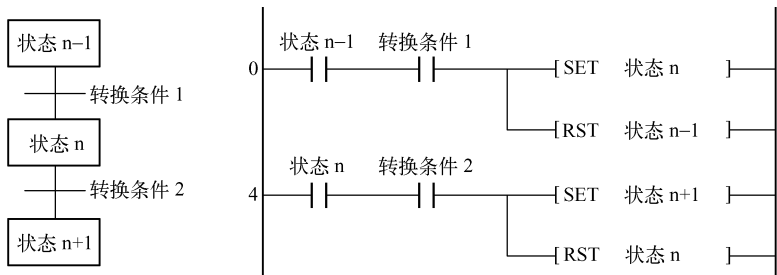 状态 n–1
转换条件 1
状态 n
转换条件 2
状态 n+1
状态 n–1 转换条件 1
0 [ SET 状态 n ]
[ RST 状态 n–1 ]
状态 n 转换条件 2
4 [ SET 状态 n+1 ]
[ RST 状态 n ]